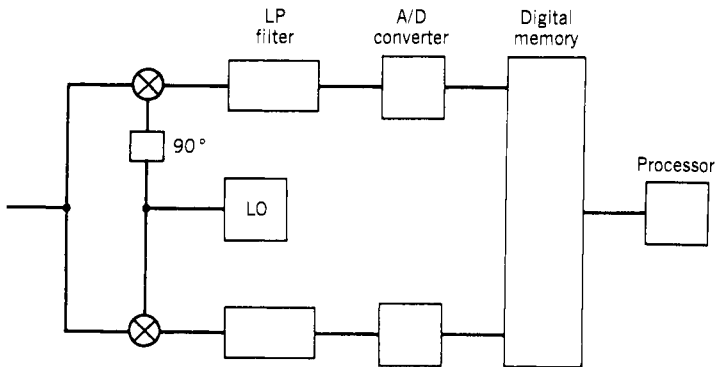 LP
filter
A/D
converter
Digital
memory
90°
Processor
LO